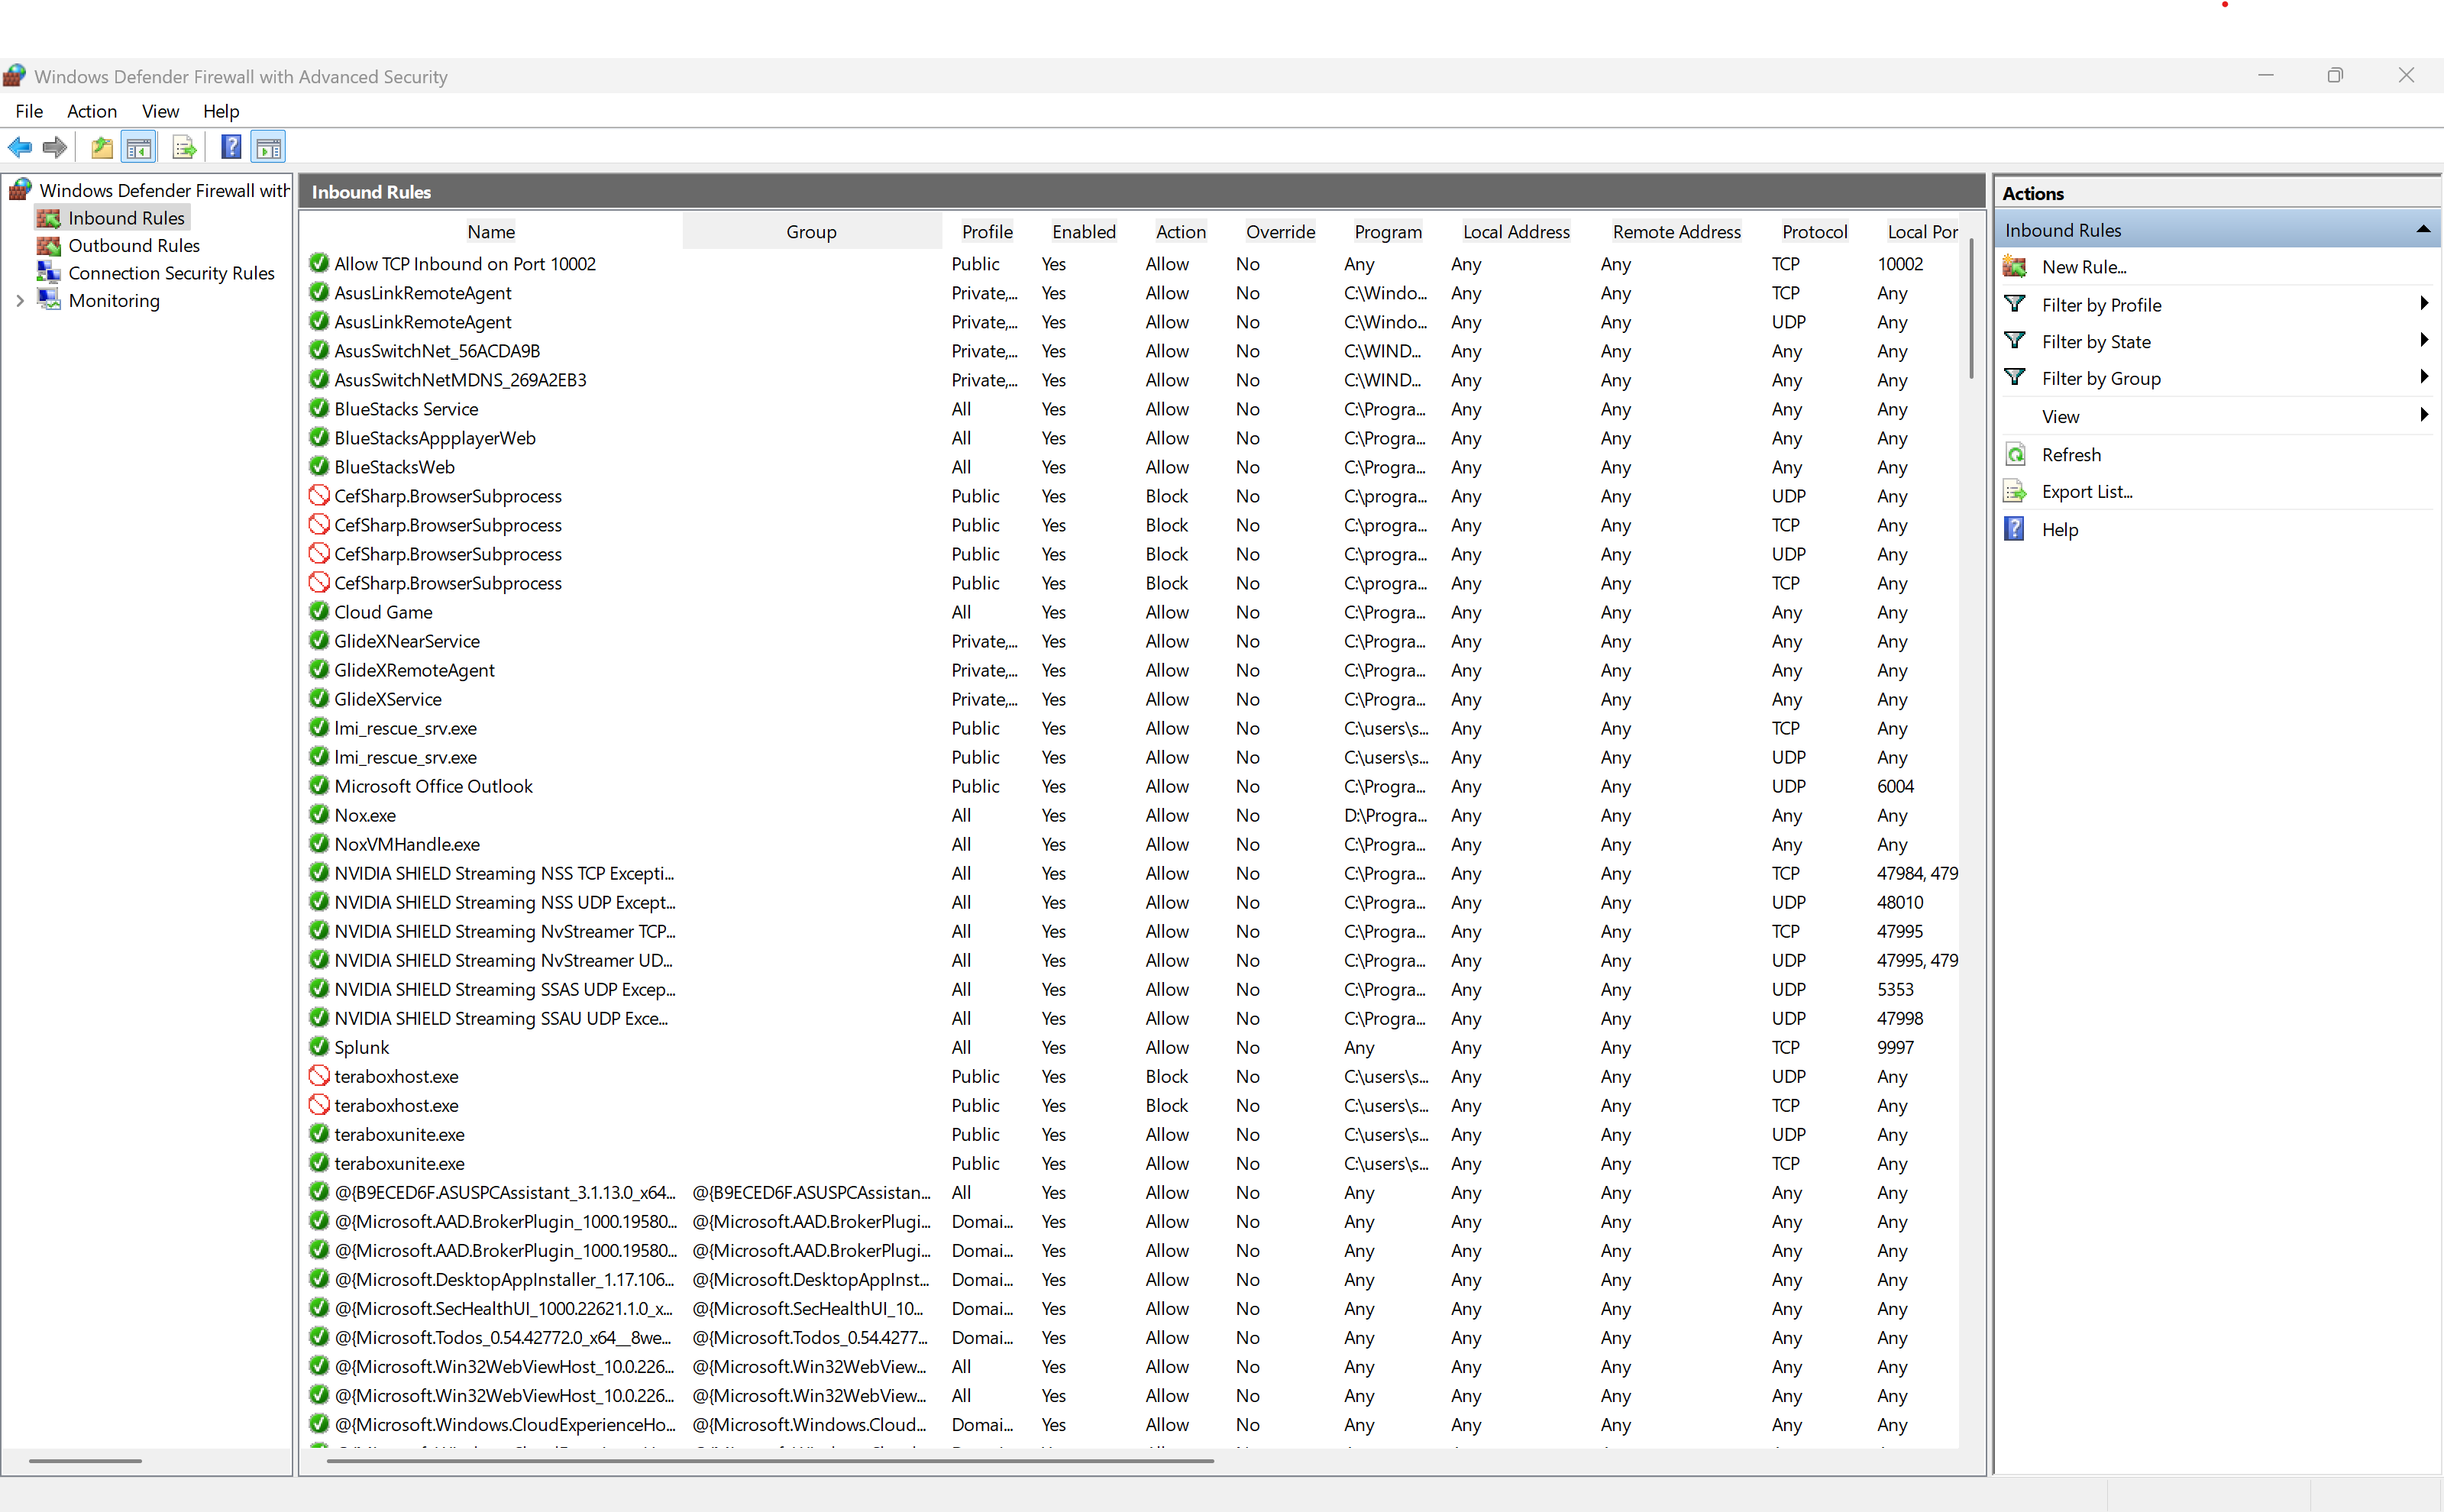 Windows Defender Firewall with Advanced Security
File Action View Help
Windows Defender Firewall with
Inbound Rules
Outbound Rules
Connection Security Rules
Monitoring
Inbound Rules
Name Group Profile Enabled Action Override Program Local Address Remote Address Protocol Local Por
Allow TCP Inbound on Port 10002 Public Yes Allow No Any Any Any TCP 10002
AsusLinkRemoteAgent Private,... Yes Allow No C:\Windo... Any Any TCP Any
AsusLinkRemoteAgent Private,... Yes Allow No C:\Windo... Any Any UDP Any
AsusSwitchNet_56ACDA9B Private,... Yes Allow No C:\WIND... Any Any Any Any
AsusSwitchNetMDNS_269A2EB3 Private,... Yes Allow No C:\WIND... Any Any Any Any
BlueStacks Service All Yes Allow No C:\Progra... Any Any Any Any
BlueStacksAppplayerWeb All Yes Allow No C:\Progra... Any Any Any Any
BlueStacksWeb All Yes Allow No C:\Progra... Any Any Any Any
CefSharp.BrowserSubprocess Public Yes Block No C:\progra... Any Any UDP Any
CefSharp.BrowserSubprocess Public Yes Block No C:\progra... Any Any TCP Any
CefSharp.BrowserSubprocess Public Yes Block No C:\progra... Any Any UDP Any
CefSharp.BrowserSubprocess Public Yes Block No C:\progra... Any Any TCP Any
Cloud Game All Yes Allow No C:\Progra... Any Any Any Any
GlideXNearService Private,... Yes Allow No C:\Progra... Any Any Any Any
GlideXRemoteAgent Private,... Yes Allow No C:\Progra... Any Any Any Any
GlideXService Private,... Yes Allow No C:\Progra... Any Any Any Any
lmi_rescue_srv.exe Public Yes Allow No C:\users\s... Any Any TCP Any
lmi_rescue_srv.exe Public Yes Allow No C:\users\s... Any Any UDP Any
Microsoft Office Outlook Public Yes Allow No C:\Progra... Any Any UDP 6004
Nox.exe All Yes Allow No D:\Progra... Any Any Any Any
NoxVMHandle.exe All Yes Allow No C:\Progra... Any Any Any Any
NVIDIA SHIELD Streaming NSS TCP Excepti... All Yes Allow No C:\Progra... Any Any TCP 47984, 479
NVIDIA SHIELD Streaming NSS UDP Except... All Yes Allow No C:\Progra... Any Any UDP 48010
NVIDIA SHIELD Streaming NvStreamer TCP... All Yes Allow No C:\Progra... Any Any TCP 47995
NVIDIA SHIELD Streaming NvStreamer UD... All Yes Allow No C:\Progra... Any Any UDP 47995, 479
NVIDIA SHIELD Streaming SSAS UDP Excep... All Yes Allow No C:\Progra... Any Any UDP 5353
NVIDIA SHIELD Streaming SSAU UDP Exce... All Yes Allow No C:\Progra... Any Any UDP 47998
Splunk All Yes Allow No Any Any Any TCP 9997
teraboxhost.exe Public Yes Block No C:\users\s... Any Any UDP Any
teraboxhost.exe Public Yes Block No C:\users\s... Any Any TCP Any
teraboxunite.exe Public Yes Allow No C:\users\s... Any Any UDP Any
teraboxunite.exe Public Yes Allow No C:\users\s... Any Any TCP Any
@{B9ECED6F.ASUSPCAssistant_3.1.13.0_x64... @{B9ECED6F.ASUSPCAssistan... All Yes Allow No Any Any Any Any Any
@{Microsoft.AAD.BrokerPlugin_1000.19580... @{Microsoft.AAD.BrokerPlugi... Domai... Yes Allow No Any Any Any Any Any
@{Microsoft.AAD.BrokerPlugin_1000.19580... @{Microsoft.AAD.BrokerPlugi... Domai... Yes Allow No Any Any Any Any Any
@{Microsoft.DesktopAppInstaller_1.17.106... @{Microsoft.DesktopAppInst... Domai... Yes Allow No Any Any Any Any Any
@{Microsoft.SecHealthUI_1000.22621.1.0_x... @{Microsoft.SecHealthUI_10... Domai... Yes Allow No Any Any Any Any Any
@{Microsoft.Todos_0.54.42772.0_x64__8we... @{Microsoft.Todos_0.54.4277... Domai... Yes Allow No Any Any Any Any Any
@{Microsoft.Win32WebViewHost_10.0.226... @{Microsoft.Win32WebView... All Yes Allow No Any Any Any Any Any
@{Microsoft.Win32WebViewHost_10.0.226... @{Microsoft.Win32WebView... All Yes Allow No Any Any Any Any Any
@{Microsoft.Windows.CloudExperienceHo... @{Microsoft.Windows.Cloud... Domai... Yes Allow No Any Any Any Any Any
Actions
Inbound Rules
New Rule...
Filter by Profile
Filter by State
Filter by Group
View
Refresh
Export List...
Help